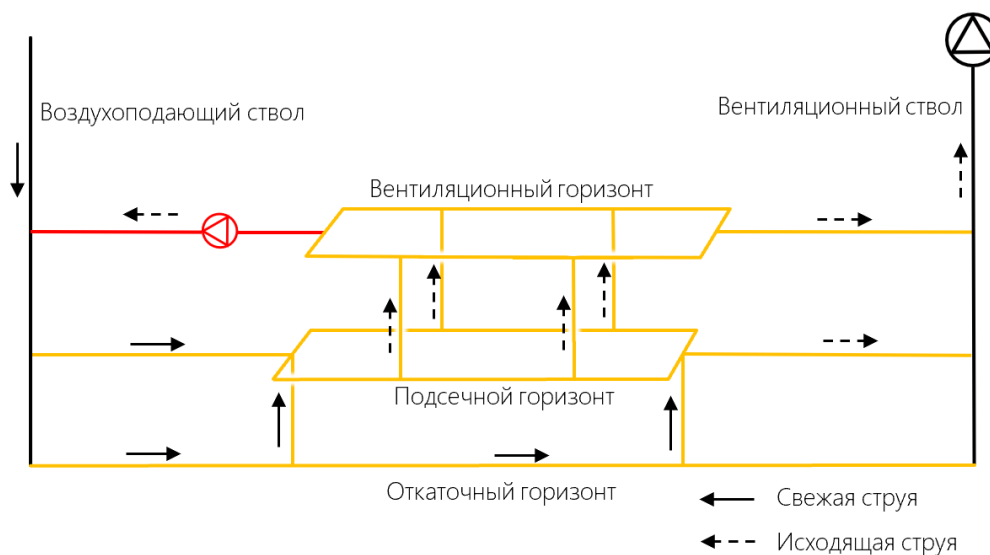 Воздухоподающий ствол
Вентиляционный ствол
Вентиляционный горизонт
Подсечной горизонт
Откаточный горизонт
Свежая струя
Исходящая струя